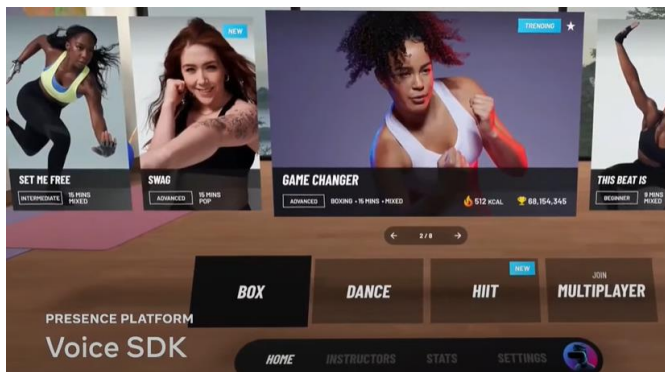 NEW
TRENDING
SET ME FREE
INTERMEDIATE
15 MINS
MIXED
SWAG
ADVANCED
15 MINS
POP
GAME CHANGER
ADVANCED
BOXING • 15 MINS • MIXED
512 KCAL
68,154,345
THIS BEAT IS
BEGINNER
9 MINS
MIXED
2 / 8
BOX
DANCE
NEW
HIIT
JOIN
MULTIPLAYER
PRESENCE PLATFORM
Voice SDK
HOME
INSTRUCTORS
STATS
SETTINGS